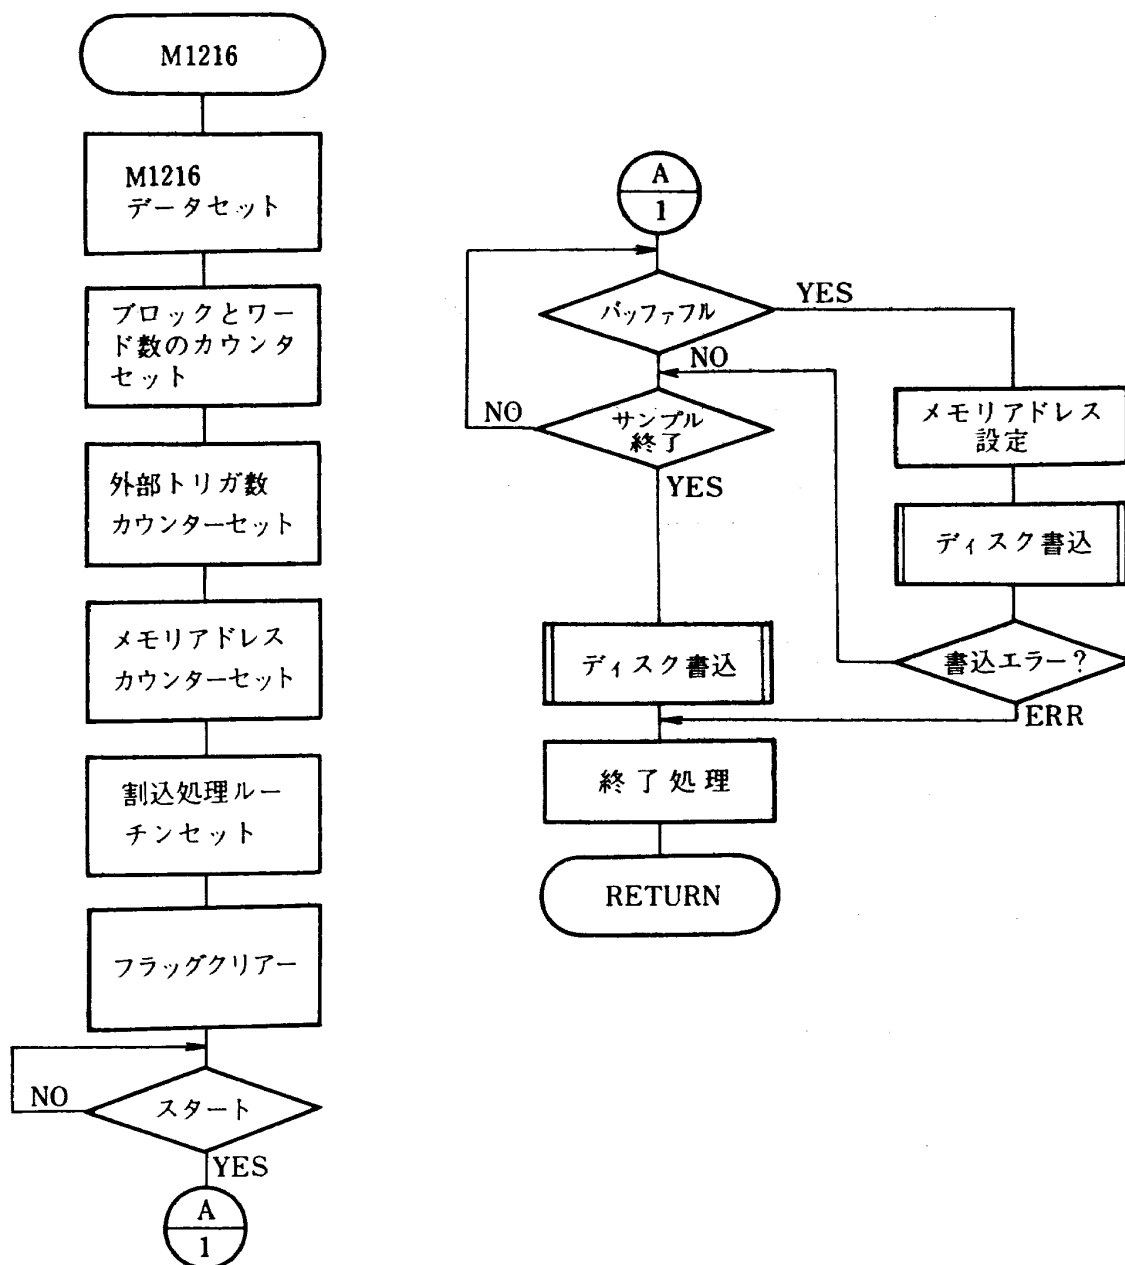 M1216
M1216
データセット
ブロックとワー
ド数のカウンタ
セット
外部トリガ数
カウンターセット
メモリアドレス
カウンターセット
割込処理ルー
チンセット
フラッグクリアー
NO
スタート
YES
A
1
A
1
バッファフル
YES
NO
NO
サンプル
終了
YES
メモリアドレス
設定
ディスク書込
書込エラー?
ERR
ディスク書込
終了処理
RETURN